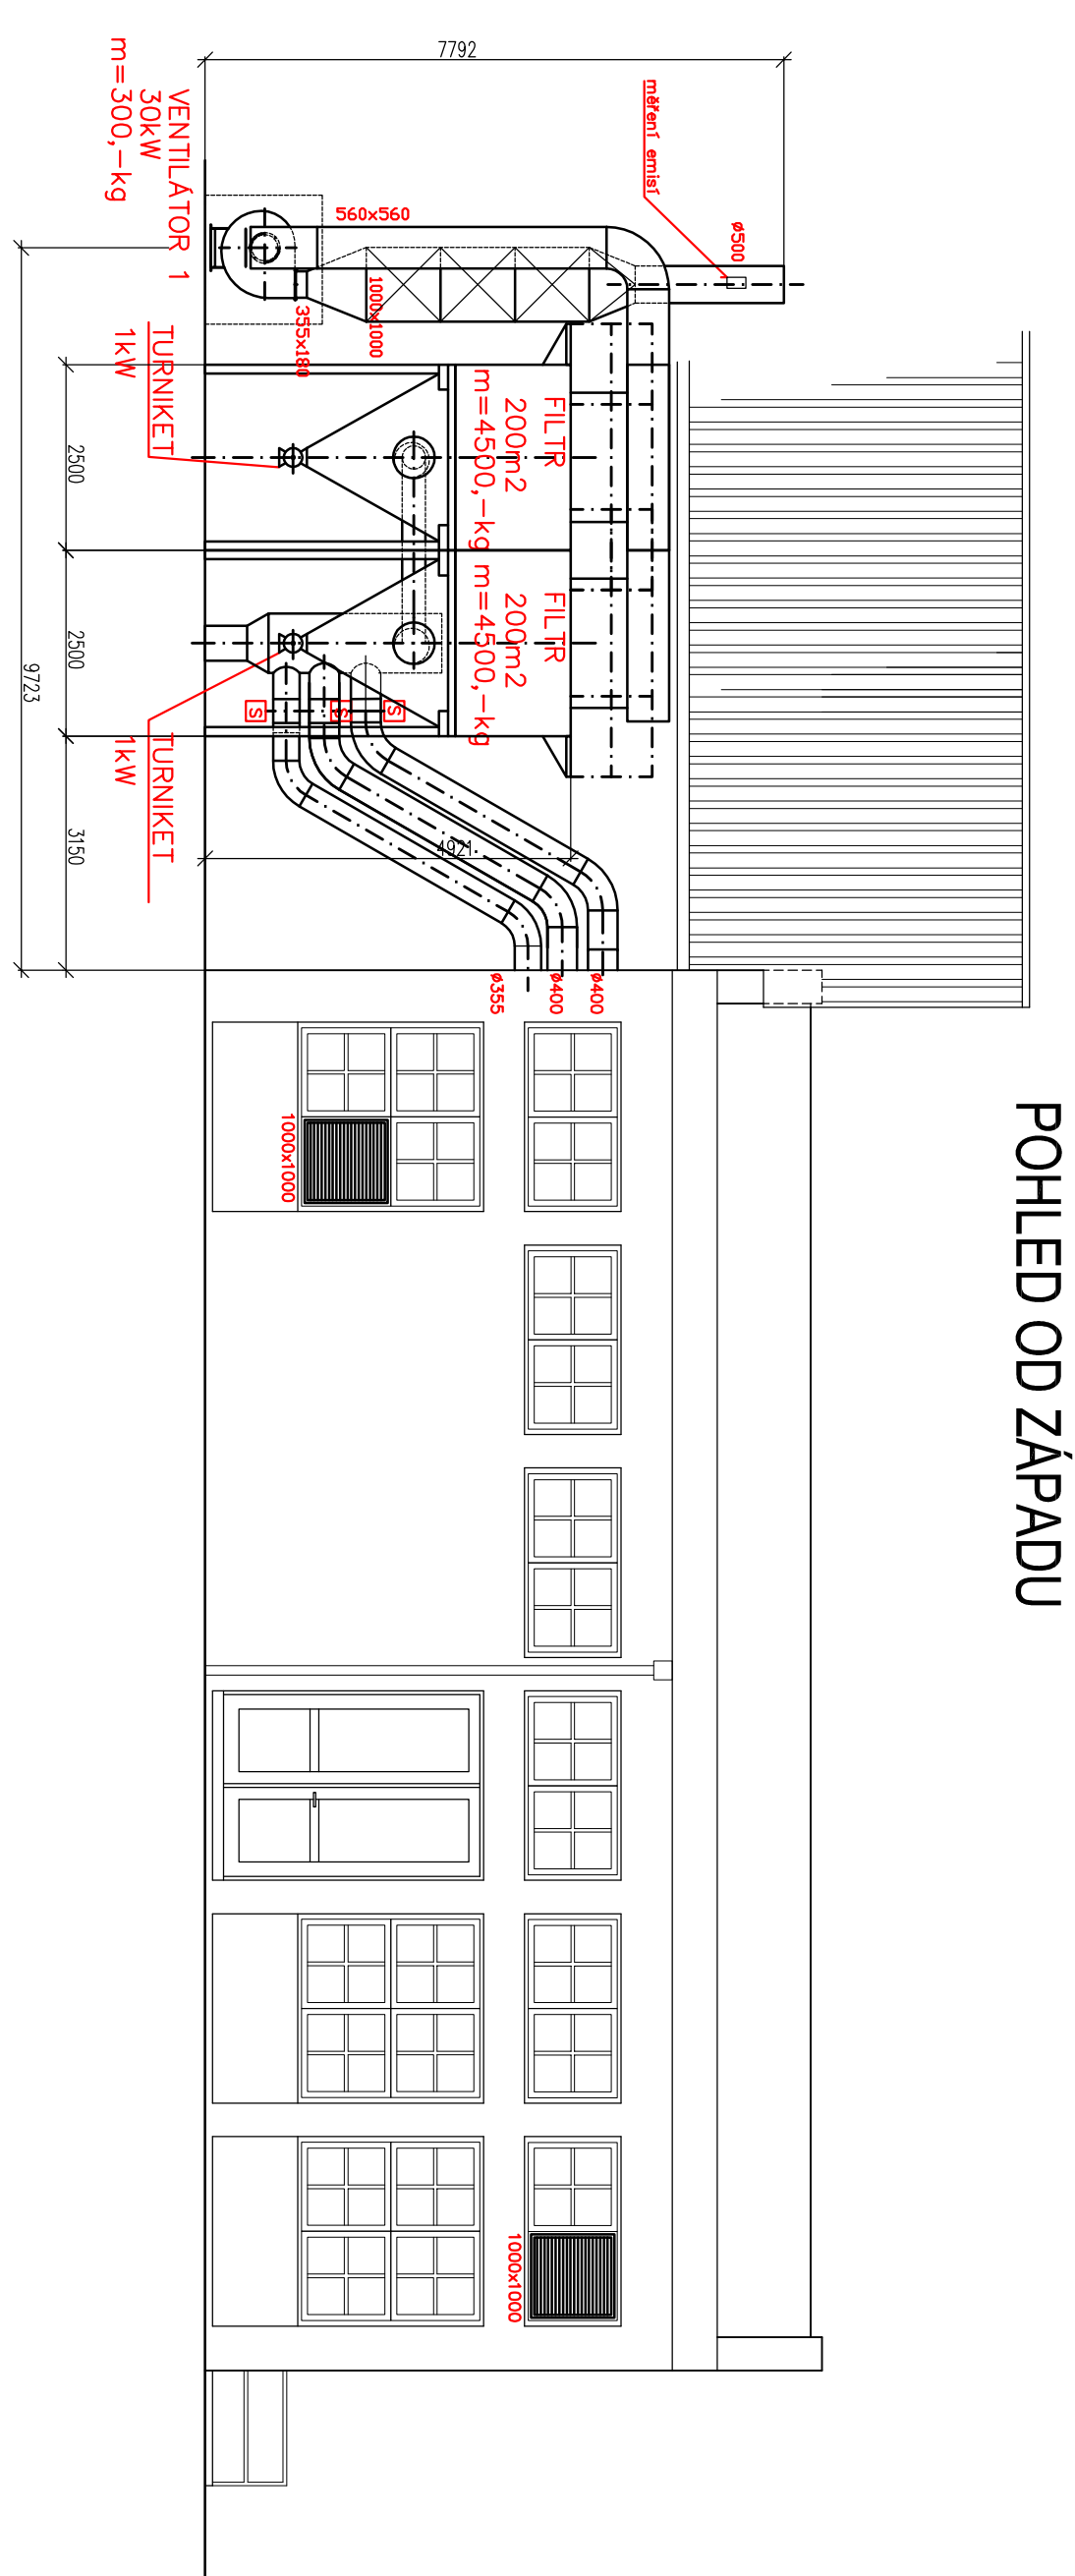 POHLED OD ZÁPADU
7792
měření emisí
ø500
560x560
1000x1000
355x180
VENTILÁTOR 1
30kW
m=300,-kg
FILTR
200m2
m=4500,-kg
FILTR
200m2
m=4500,-kg
TURNIKET
1kW
TURNIKET
1kW
S
S
S
4921
ø400
ø400
ø355
2500
2500
3150
9723
1000x1000
1000x1000